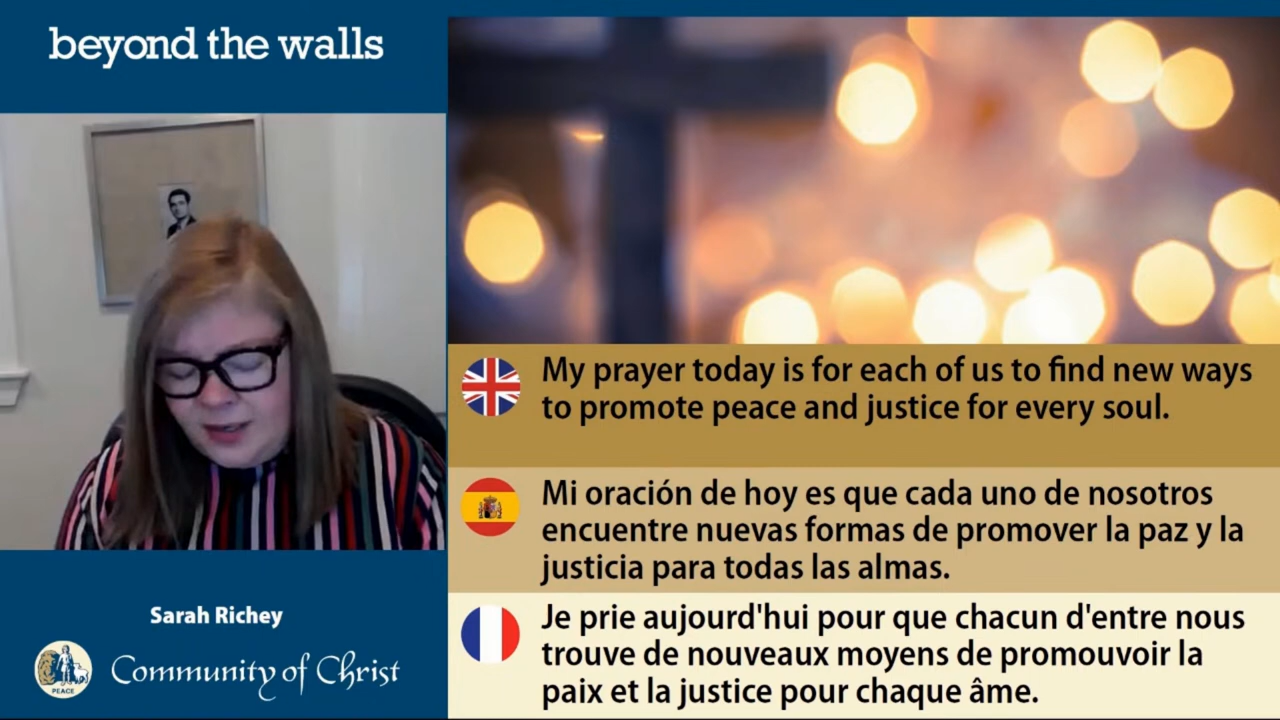 beyond the walls
Sarah Richey
Community of Christ
PEACE
My prayer today is for each of us to find new ways
to promote peace and justice for every soul.
Mi oración de hoy es que cada uno de nosotros
encuentre nuevas formas de promover la paz y la
justicia para todas las almas.
Je prie aujourd'hui pour que chacun d'entre nous
trouve de nouveaux moyens de promouvoir la
paix et la justice pour chaque âme.